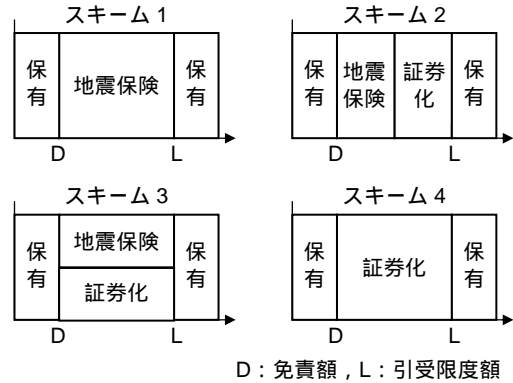 スキーム1
保有
地震保険
保有
D L
スキーム2
保有
地震保険
証券化
保有
D L
スキーム3
保有
地震保険
証券化
保有
D L
スキーム4
保有
証券化
保有
D L
D:免責額,L:引受限度額